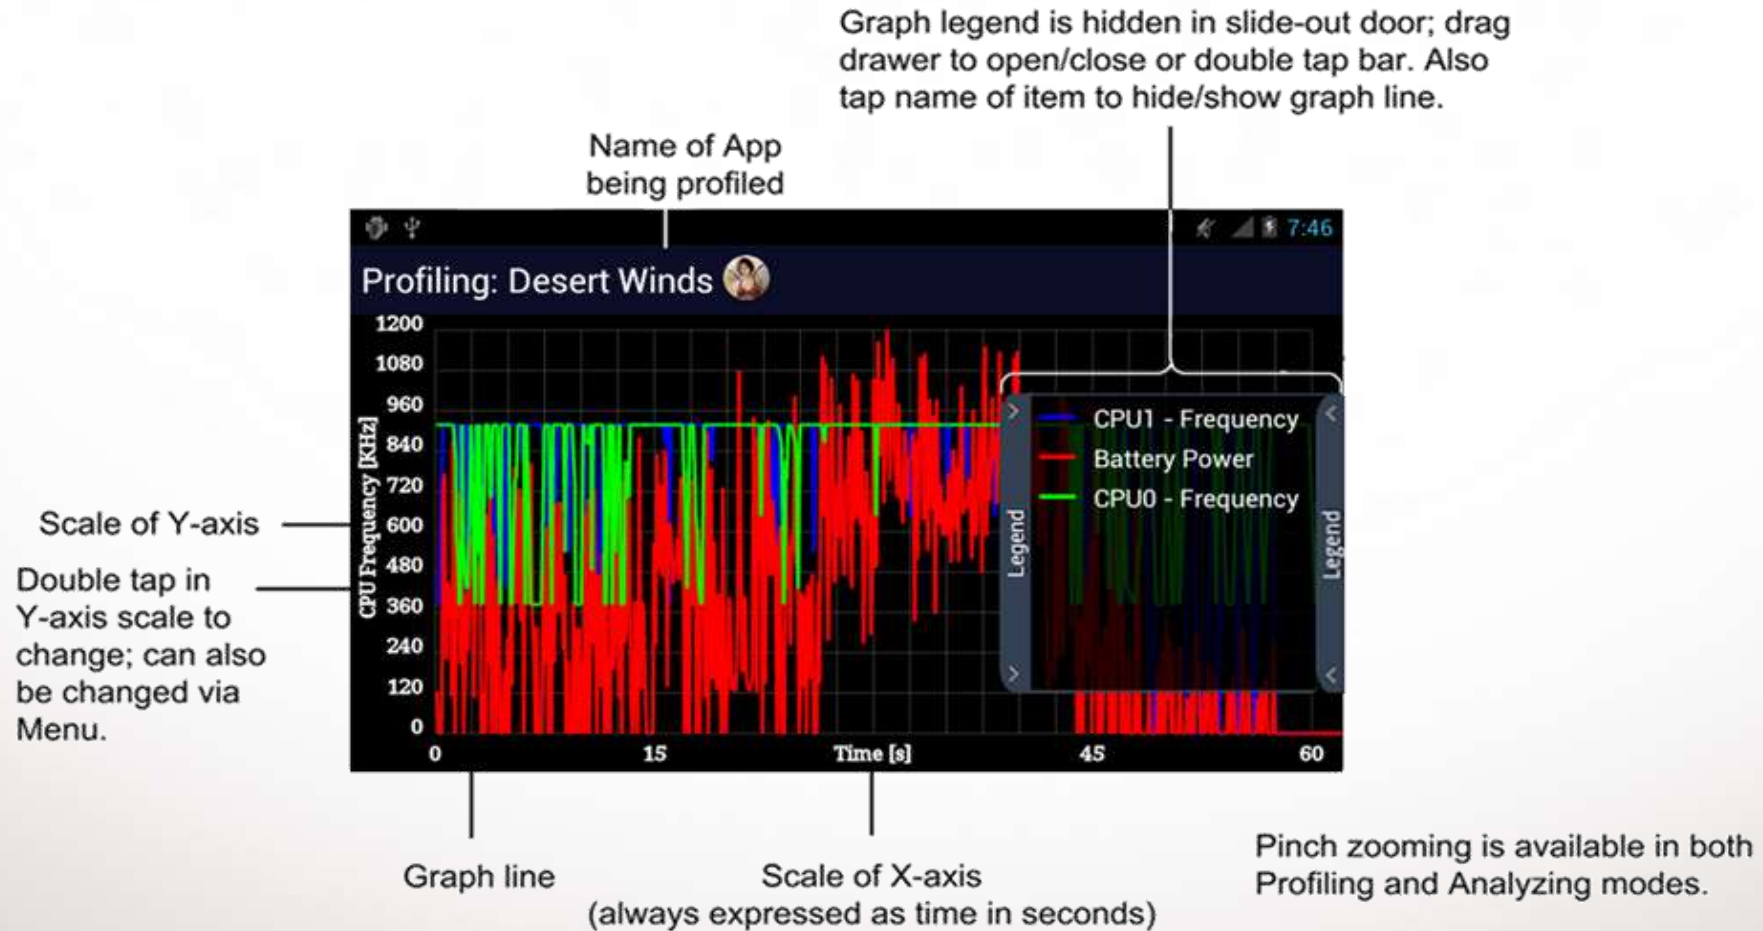 Graph legend is hidden in slide-out door; drag
drawer to open/close or double tap bar. Also
tap name of item to hide/show graph line.
Name of App
being profiled
7:46
Profiling: Desert Winds
1200
1080
960
840
720
600
480
360
240
120
0
CPU Frequency [KHz]
Legend
CPU1 - Frequency
Battery Power
CPU0 - Frequency
Legend
0
15
Time [s]
45
60
Scale of Y-axis
Double tap in
Y-axis scale to
change; can also
be changed via
Menu.
Graph line
Scale of X-axis
(always expressed as time in seconds)
Pinch zooming is available in both
Profiling and Analyzing modes.